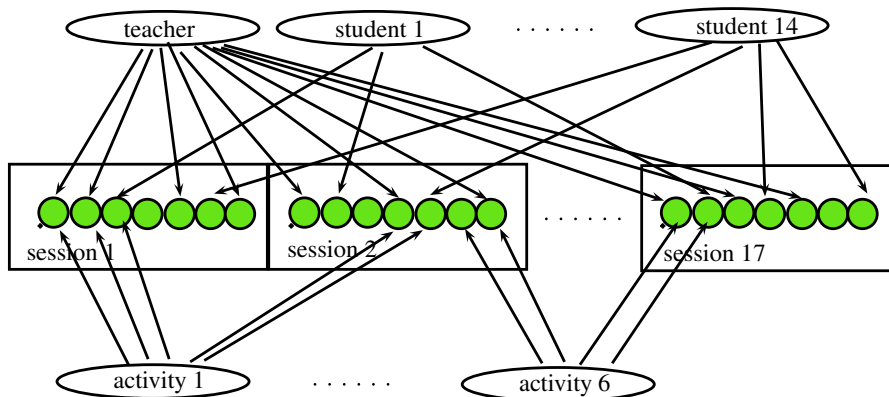 teacher
student 1
. . . . . .
student 14
session 1
session 2
. . . . . .
session 17
activity 1
. . . . . .
activity 6